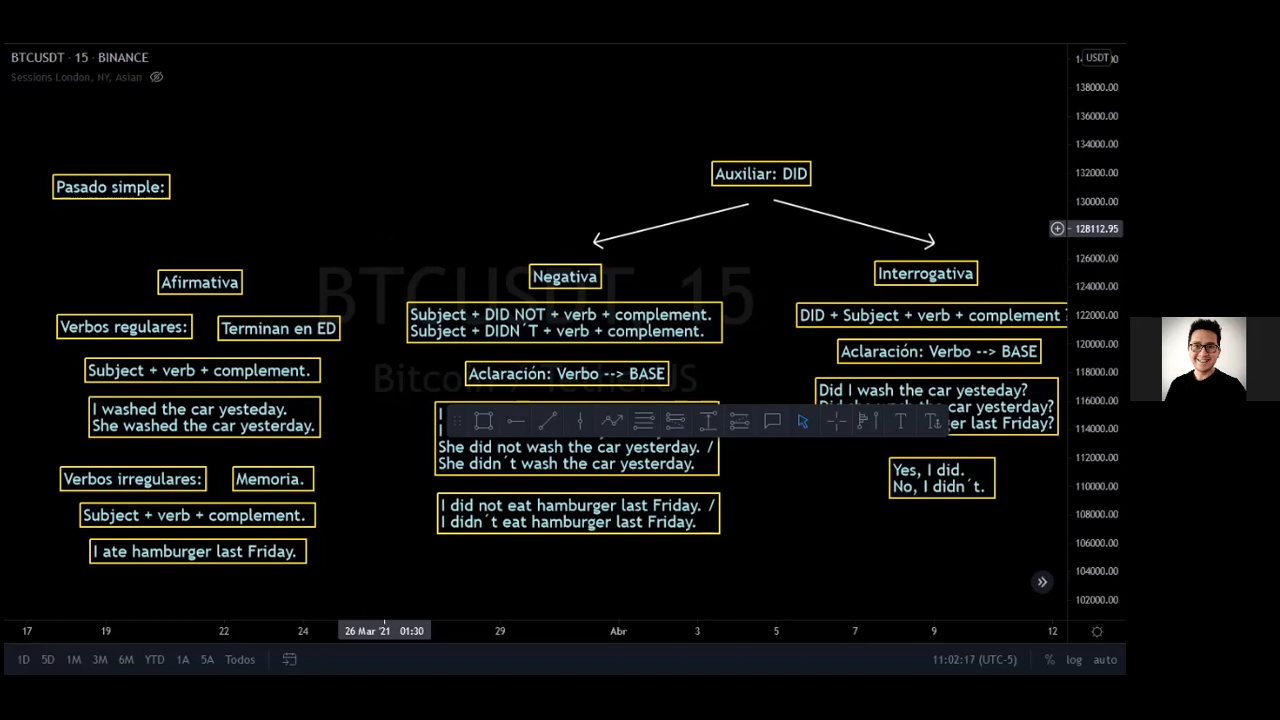 BTCUSDT · 15 · BINANCE
Sessions London, NY, Asian
USDT
138000.00
136000.00
134000.00
132000.00
130000.00
128112.95
126000.00
124000.00
122000.00
120000.00
118000.00
116000.00
114000.00
112000.00
110000.00
108000.00
106000.00
104000.00
102000.00
BTCUSDT, 15
Pasado simple:
Afirmativa
Verbos regulares:
Terminan en ED
Subject + verb + complement.
I washed the car yesteday.
She washed the car yesterday.
Verbos irregulares:
Memoria.
Subject + verb + complement.
I ate hamburger last Friday.
Auxiliar: DID
Negativa
Subject + DID NOT + verb + complement.
Subject + DIDN´T + verb + complement.
Aclaración: Verbo --> BASE
I
She did not wash the car yesterday. /
She didn´t wash the car yesterday.
I did not eat hamburger last Friday. /
I didn´t eat hamburger last Friday.
Interrogativa
DID + Subject + verb + complement ?
Aclaración: Verbo --> BASE
Did I wash the car yesteday?
car yesterday?
er last Friday?
Yes, I did.
No, I didn´t.
17 19 22 24 26 Mar '21 01:30 29 Abr 3 5 7 9 12
1D 5D 1M 3M 6M YTD 1A 5A Todos
11:02:17 (UTC-5) % log auto